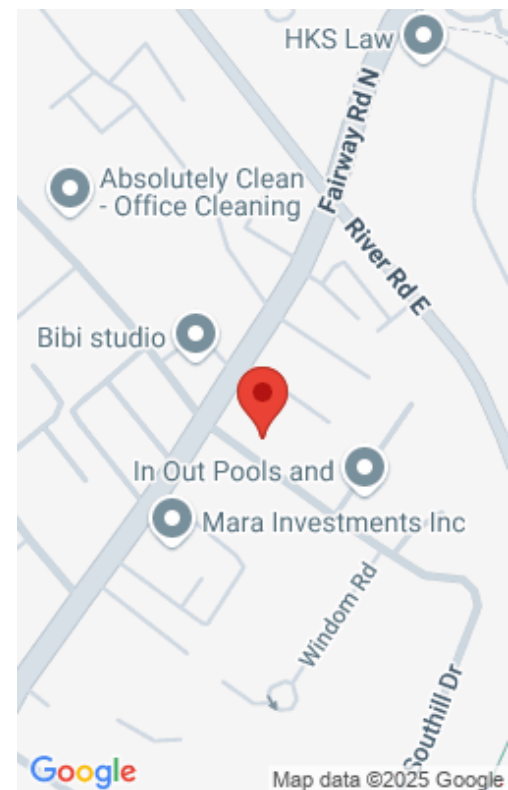 HKS Law
Fairway Rd N
Absolutely Clean
- Office Cleaning
River Rd E
Bibi studio
In Out Pools and
Mara Investments Inc
Windom Rd
Southill Dr
Google
Map data ©2025 Google